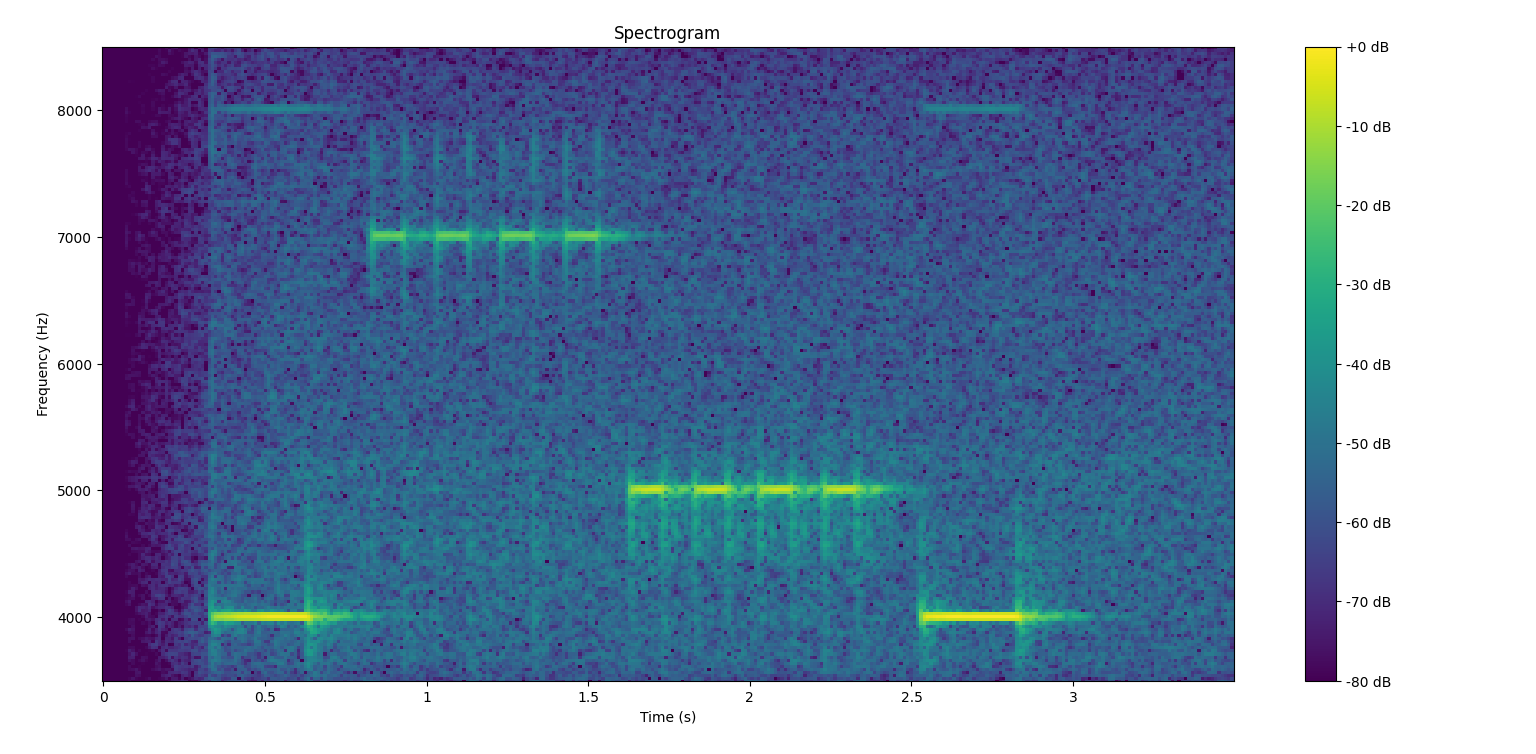 Spectrogram
Frequency (Hz)
8000
7000
6000
5000
4000
0
0.5
1
1.5
2
2.5
3
Time (s)
+0 dB
-10 dB
-20 dB
-30 dB
-40 dB
-50 dB
-60 dB
-70 dB
-80 dB